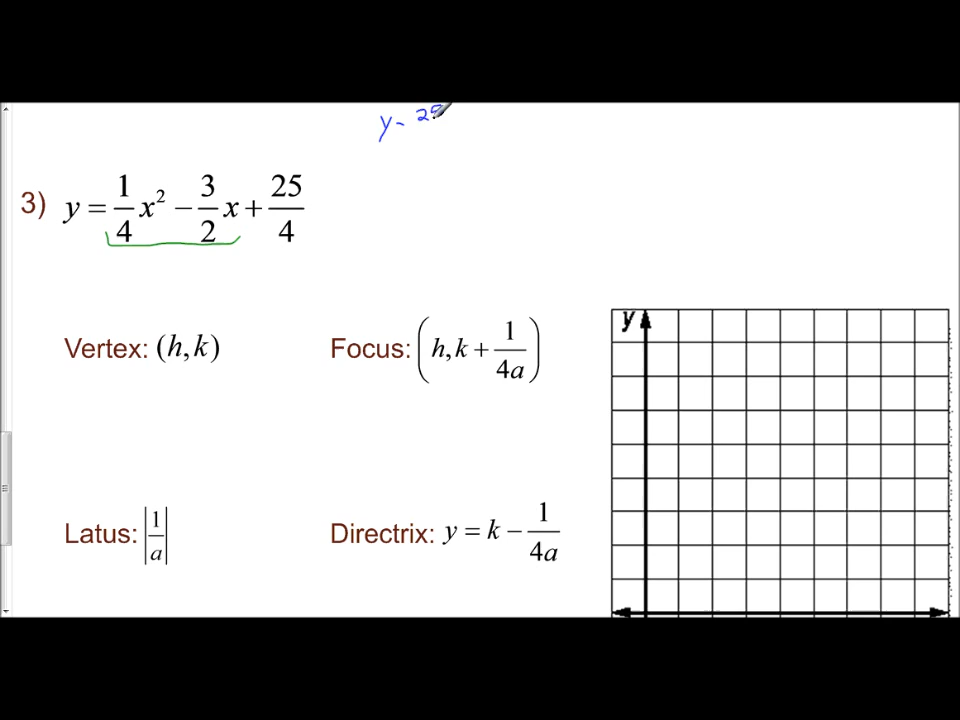 y - 25
3) y = 1/4 x² − 3/2 x + 25/4
Vertex: (h, k)
Focus: (h, k + 1/4a)
y
Latus: |1/a|
Directrix: y = k − 1/4a